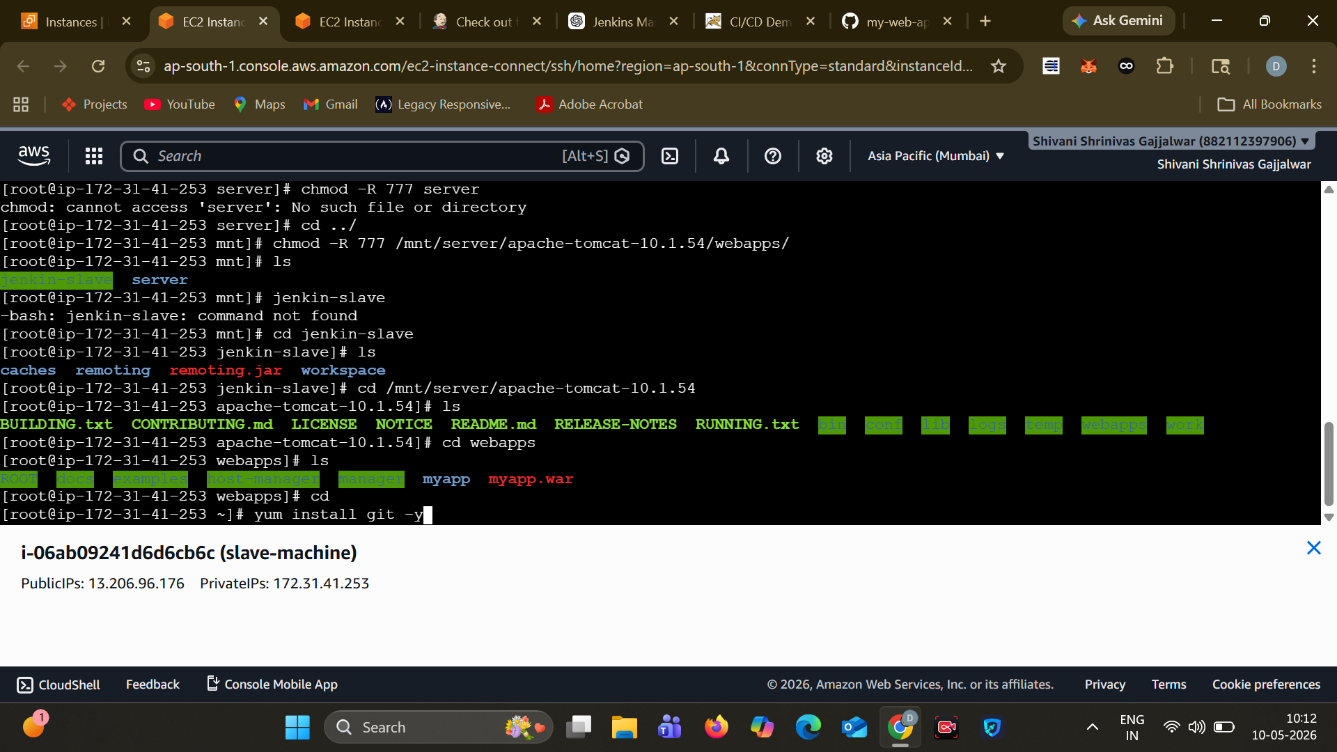 Instances |
EC2 Instanc
EC2 Instanc
Check out t
Jenkins Ma
CI/CD Dem
my-web-ap
Ask Gemini
ap-south-1.console.aws.amazon.com/ec2-instance-connect/ssh/home?region=ap-south-1&connType=standard&instanceId...
D
Projects
YouTube
Maps
Gmail
(A) Legacy Responsive...
Adobe Acrobat
All Bookmarks
aws
Search
[Alt+S]
Asia Pacific (Mumbai)
Shivani Shrinivas Gajjalwar (882112397906)
Shivani Shrinivas Gajjalwar
[root@ip-172-31-41-253 server]# chmod -R 777 server
chmod: cannot access 'server': No such file or directory
[root@ip-172-31-41-253 server]# cd ../
[root@ip-172-31-41-253 mnt]# chmod -R 777 /mnt/server/apache-tomcat-10.1.54/webapps/
[root@ip-172-31-41-253 mnt]# ls
jenkin-slave server
[root@ip-172-31-41-253 mnt]# jenkin-slave
-bash: jenkin-slave: command not found
[root@ip-172-31-41-253 mnt]# cd jenkin-slave
[root@ip-172-31-41-253 jenkin-slave]# ls
caches remoting remoting.jar workspace
[root@ip-172-31-41-253 jenkin-slave]# cd /mnt/server/apache-tomcat-10.1.54
[root@ip-172-31-41-253 apache-tomcat-10.1.54]# ls
BUILDING.txt CONTRIBUTING.md LICENSE NOTICE README.md RELEASE-NOTES RUNNING.txt bin conf lib logs temp webapps work
[root@ip-172-31-41-253 apache-tomcat-10.1.54]# cd webapps
[root@ip-172-31-41-253 webapps]# ls
ROOT docs examples host-manager manager myapp myapp.war
[root@ip-172-31-41-253 webapps]# cd
[root@ip-172-31-41-253 ~]# yum install git -y
i-06ab09241d6d6cb6c (slave-machine)
PublicIPs: 13.206.96.176 PrivateIPs: 172.31.41.253
CloudShell
Feedback
Console Mobile App
© 2026, Amazon Web Services, Inc. or its affiliates.
Privacy
Terms
Cookie preferences
1
Search
D
ENG
IN
10:12
10-05-2026